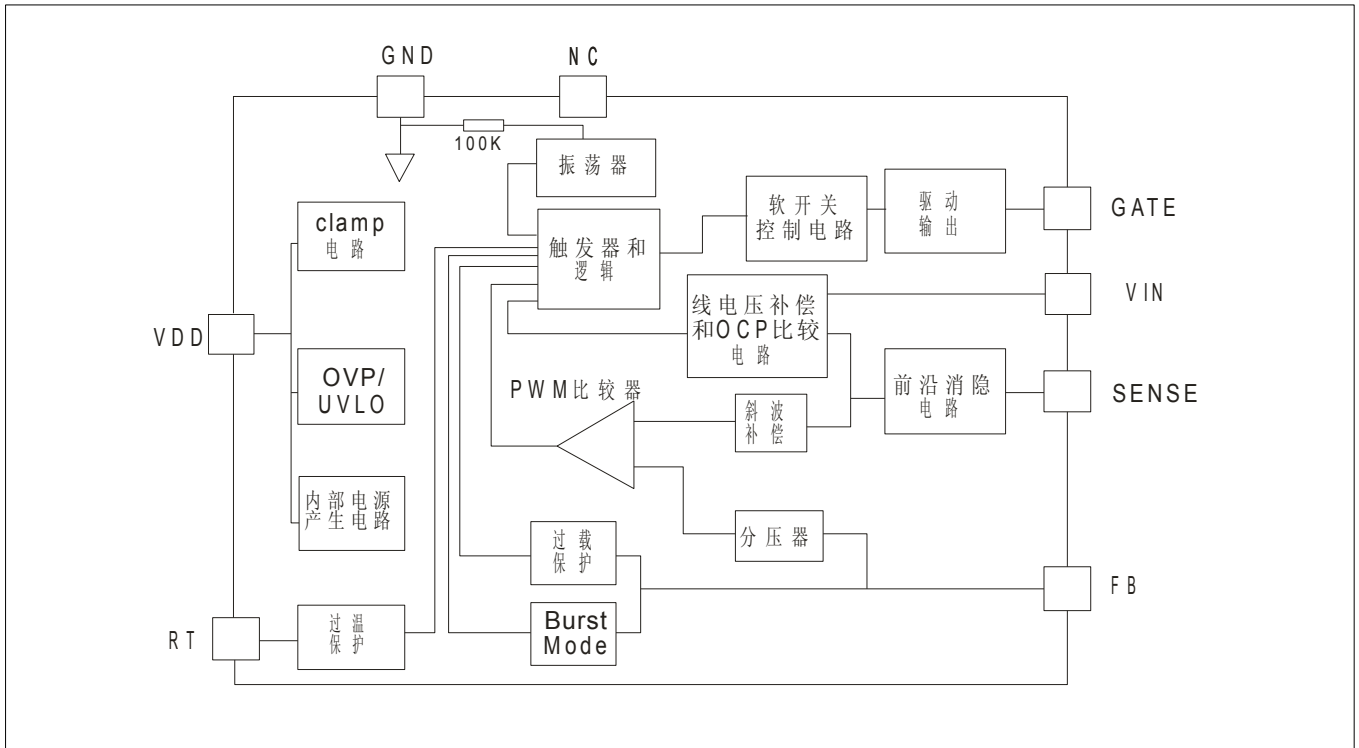 GND
NC
100K
振荡器
clamp
电路
触发器和
逻辑
软开关
控制电路
驱动
输出
GATE
VIN
线电压补偿
和OCP比较
电路
VDD
OVP/
UVLO
PWM比较器
斜波
补偿
前沿消隐
电路
SENSE
内部电源
产生电路
过载
保护
分压器
FB
Burst
Mode
RT
过温
保护